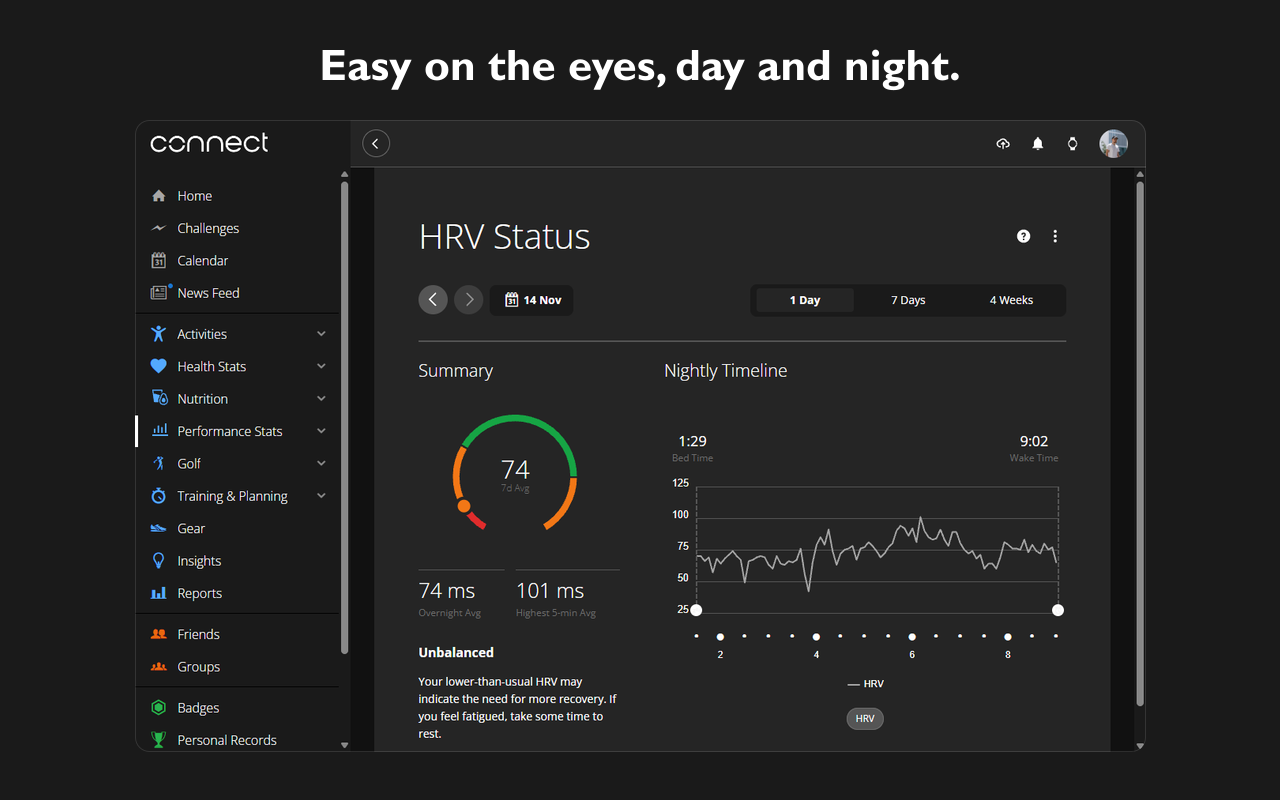 Easy on the eyes, day and night.
connect
Home
Challenges
31
Calendar
News Feed
Activities
Health Stats
Nutrition
Performance Stats
Golf
Training & Planning
Gear
Insights
Reports
Friends
Groups
Badges
Personal Records
HRV Status
?
31
14 Nov
1 Day
7 Days
4 Weeks
Summary
74
7d Avg
74 ms
101 ms
Overnight Avg
Highest 5-min Avg
Unbalanced
Your lower-than-usual HRV may
indicate the need for more recovery. If
you feel fatigued, take some time to
rest.
Nightly Timeline
1:29
9:02
Bed Time
Wake Time
125
100
75
50
25
2 4 6 8
HRV
HRV